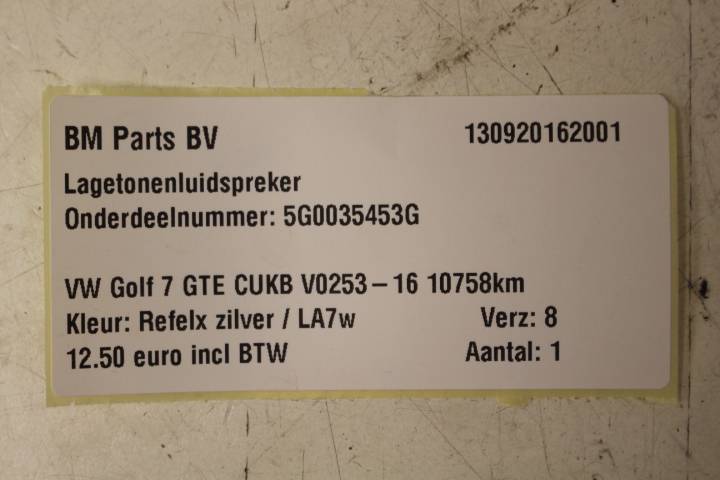 BM Parts BV 130920162001
Lagetonenluidspreker
Onderdeelnummer: 5G0035453G
VW Golf 7 GTE CUKB V0253-16 10758km
Kleur: Refelx zilver / LA7w Verz: 8
12.50 euro incl BTW Aantal: 1